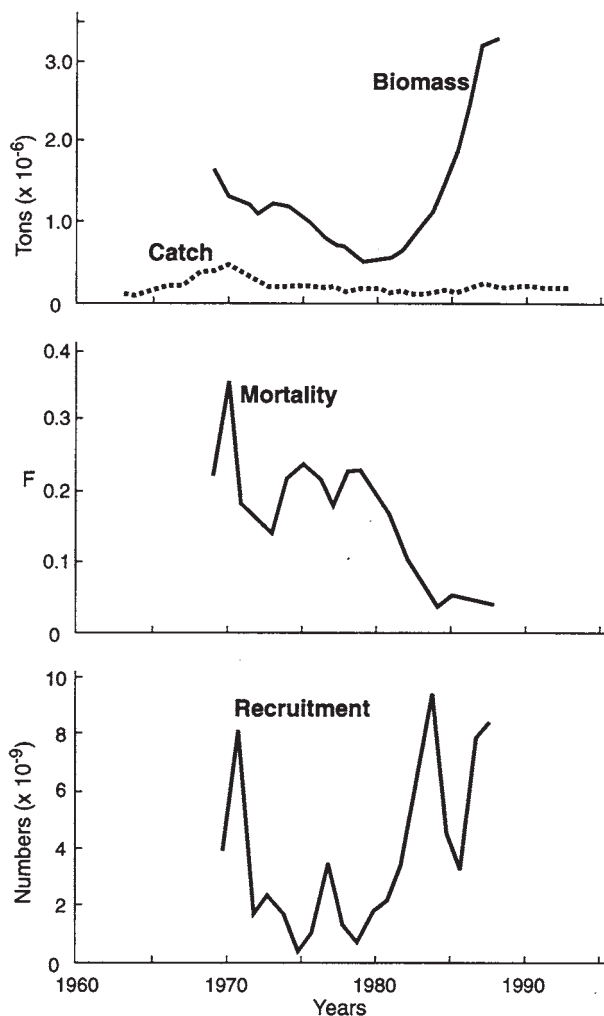 3.0
Biomass
2.0
Tons (x 10-6)
1.0
Catch
0
0.4
Mortality
0.3
F
0.2
0.1
0
10
Recruitment
8
Numbers (x 10-9)
6
4
2
0
1960 1970 1980 1990
Years